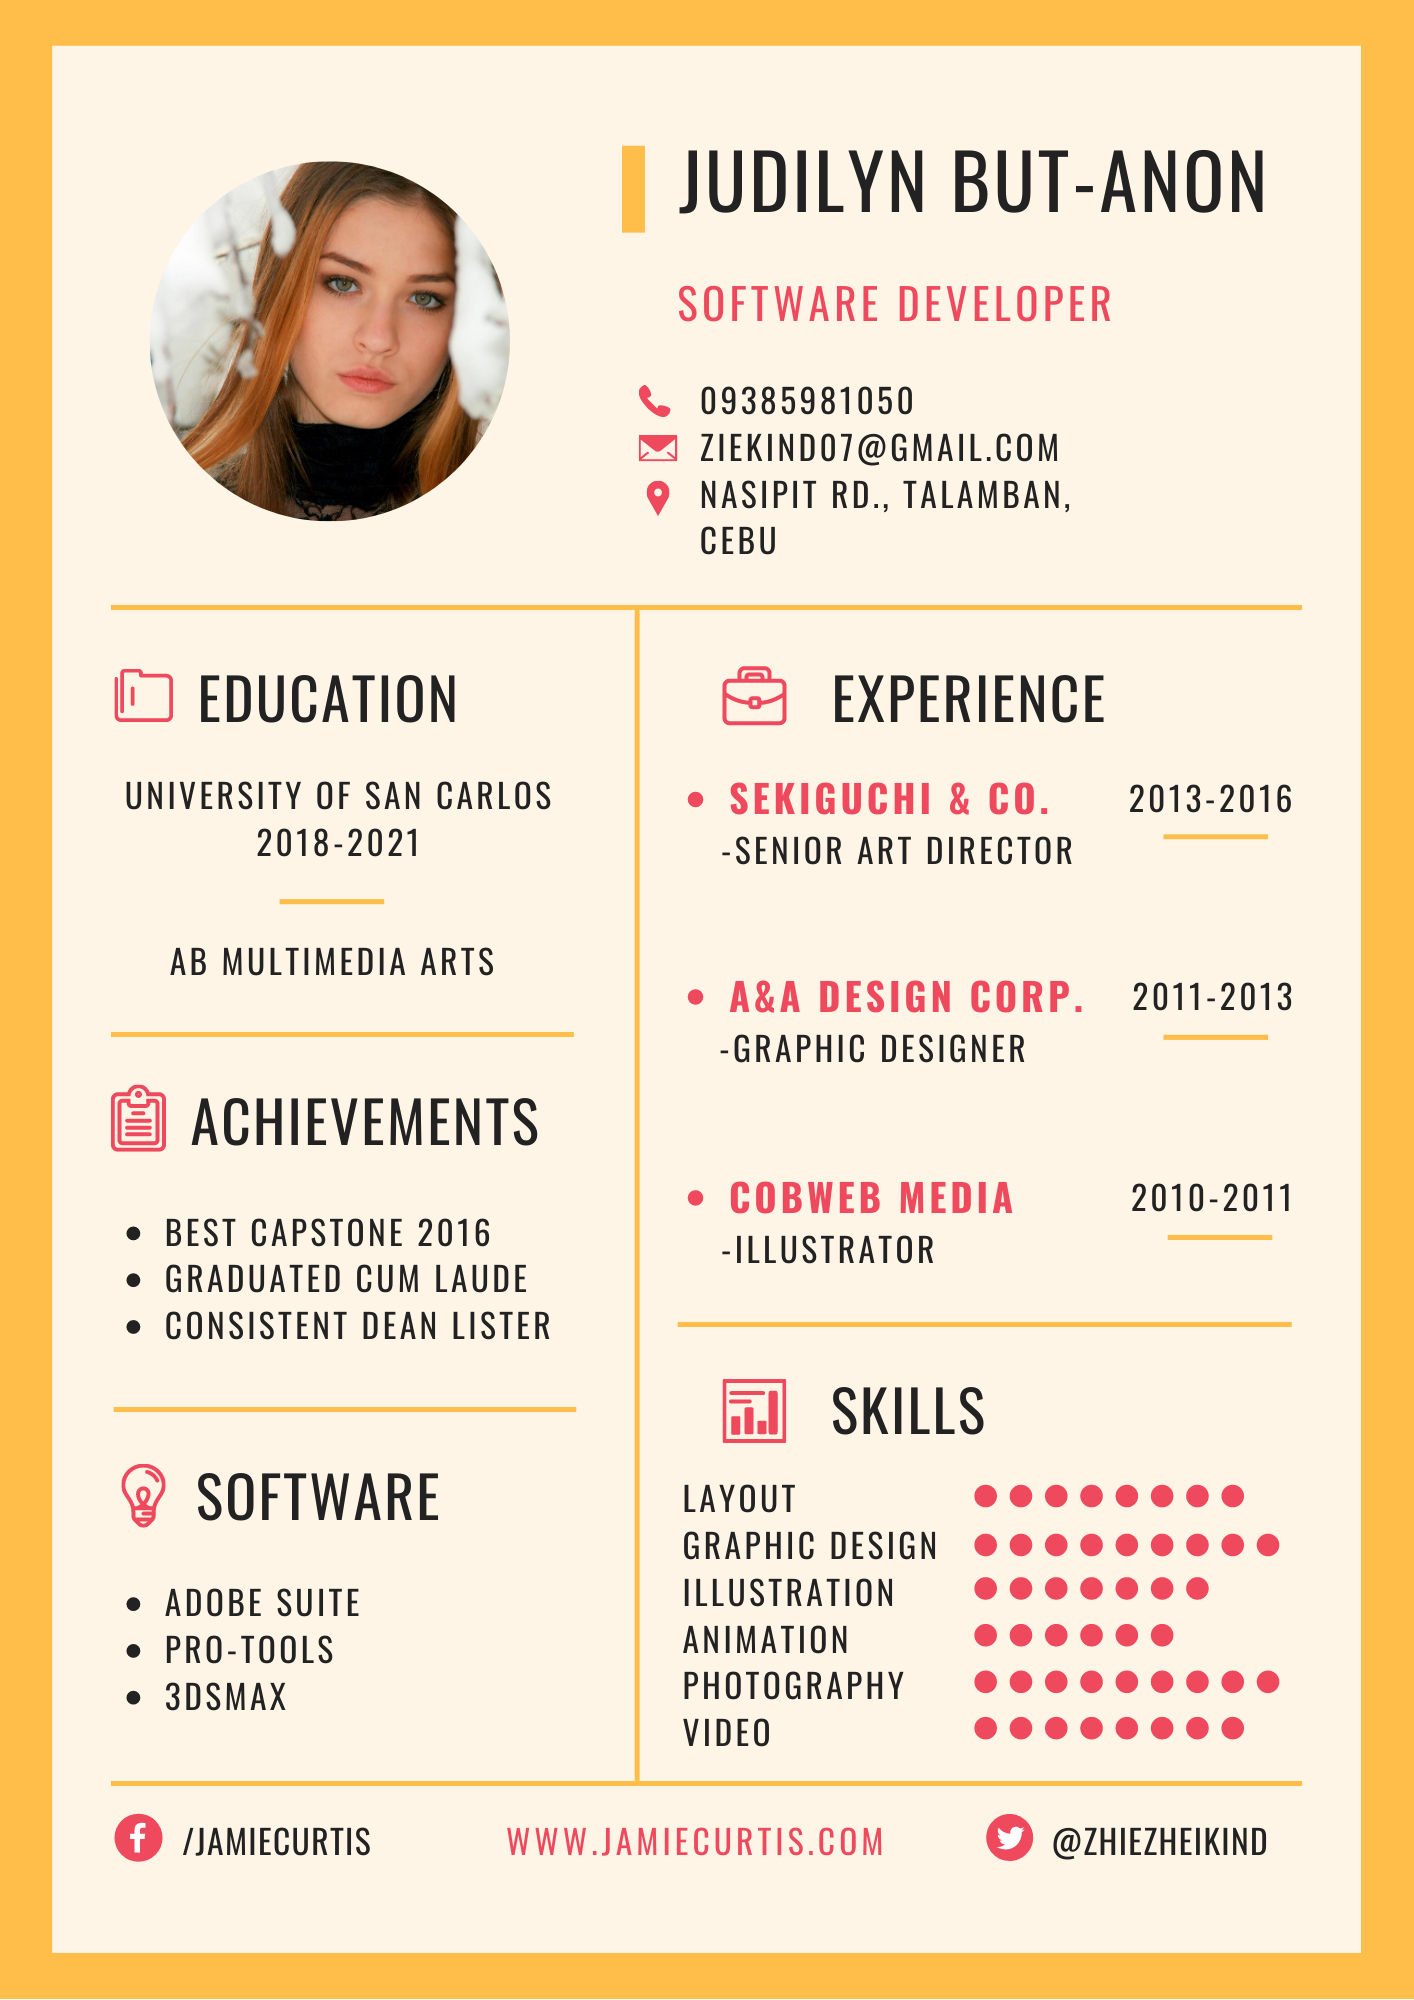 JUDILYN BUT-ANON
SOFTWARE DEVELOPER
09385981050
ZIEKIND07@GMAIL.COM
NASIPIT RD., TALAMBAN,
CEBU
EDUCATION
UNIVERSITY OF SAN CARLOS
2018-2021
AB MULTIMEDIA ARTS
ACHIEVEMENTS
• BEST CAPSTONE 2016
• GRADUATED CUM LAUDE
• CONSISTENT DEAN LISTER
SOFTWARE
• ADOBE SUITE
• PRO-TOOLS
• 3DSMAX
EXPERIENCE
• SEKIGUCHI & CO. 2013-2016
-SENIOR ART DIRECTOR
• A&A DESIGN CORP. 2011-2013
-GRAPHIC DESIGNER
• COBWEB MEDIA 2010-2011
-ILLUSTRATOR
SKILLS
LAYOUT
GRAPHIC DESIGN
ILLUSTRATION
ANIMATION
PHOTOGRAPHY
VIDEO
/JAMIECURTIS WWW.JAMIECURTIS.COM @ZHIEZHEIKIND